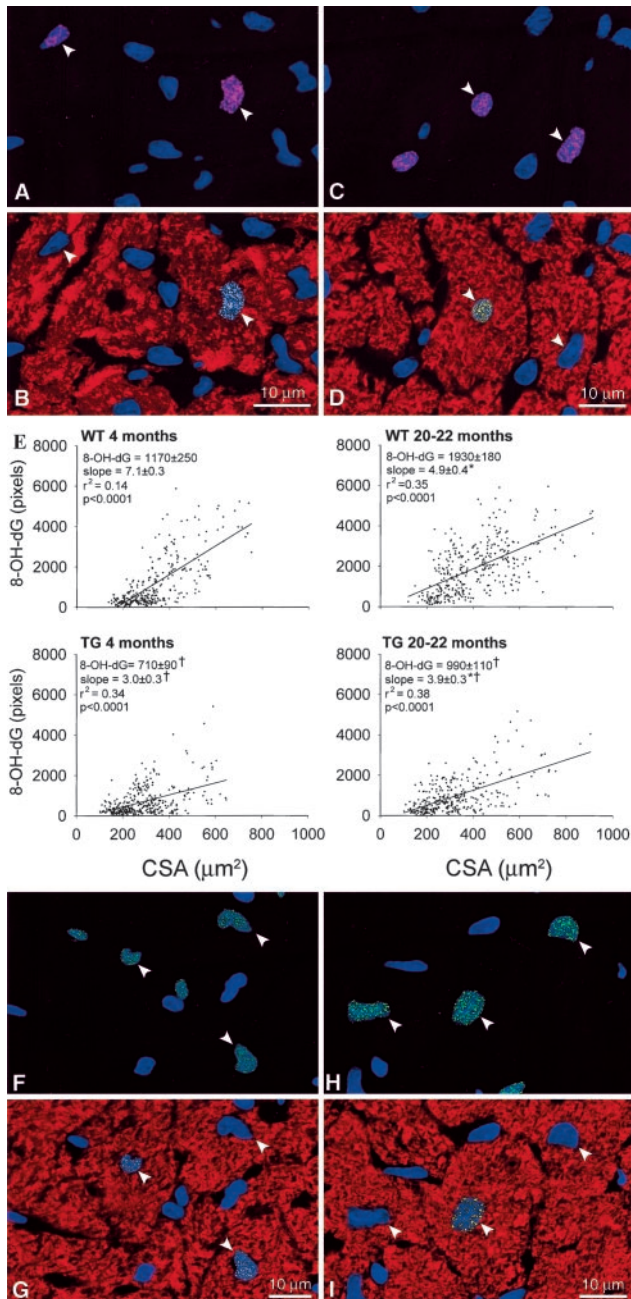 A
C
B
10 μm
D
10 μm
E
WT 4 months
8-OH-dG = 1170±250
slope = 7.1±0.3
r² = 0.14
p<0.0001
8-OH-dG (pixels)
8000
6000
4000
2000
0
WT 20-22 months
8-OH-dG = 1930±180
slope = 4.9±0.4*
r² = 0.35
p<0.0001
8000
6000
4000
2000
0
TG 4 months
8-OH-dG= 710±90†
slope = 3.0±0.3†
r² = 0.34
p<0.0001
8-OH-dG (pixels)
8000
6000
4000
2000
0
0 200 400 600 800 1000
CSA (μm²)
TG 20-22 months
8-OH-dG = 990±110†
slope = 3.9±0.3*†
r² = 0.38
p<0.0001
8000
6000
4000
2000
0
0 200 400 600 800 1000
CSA (μm²)
F
H
G
10 μm
I
10 μm